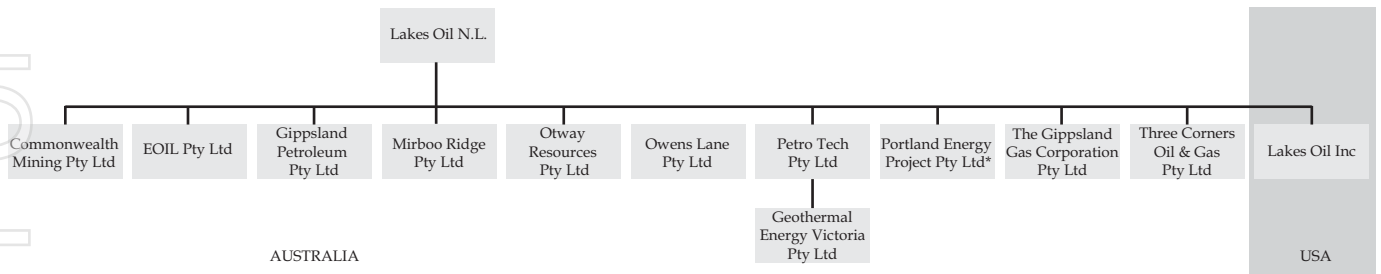 Lakes Oil N.L.
Commonwealth
Mining Pty Ltd
EOIL Pty Ltd
Gippsland
Petroleum
Pty Ltd
Mirboo Ridge
Pty Ltd
Otway
Resources
Pty Ltd
Owens Lane
Pty Ltd
Petro Tech
Pty Ltd
Portland Energy
Project Pty Ltd*
The Gippsland
Gas Corporation
Pty Ltd
Three Corners
Oil & Gas
Pty Ltd
Lakes Oil Inc
Geothermal
Energy Victoria
Pty Ltd
AUSTRALIA
USA